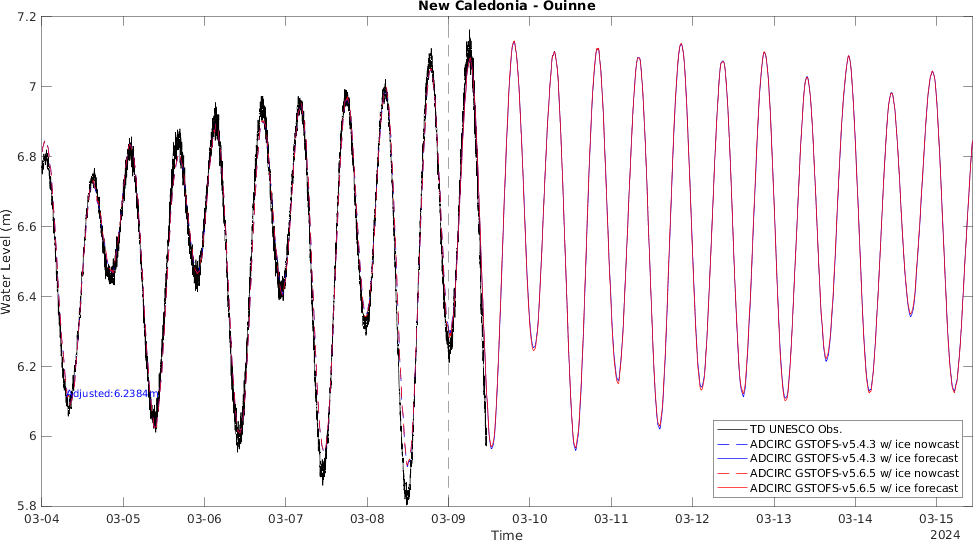 New Caledonia - Ouinne
7.2
7
6.8
6.6
6.4
6.2
6
5.8
Water Level (m)
Adjusted:6.2384m
TD UNESCO Obs.
ADCIRC GSTOFS-v5.4.3 w/ ice nowcast
ADCIRC GSTOFS-v5.4.3 w/ ice forecast
ADCIRC GSTOFS-v5.6.5 w/ ice nowcast
ADCIRC GSTOFS-v5.6.5 w/ ice forecast
03-04 03-05 03-06 03-07 03-08 03-09 03-10 03-11 03-12 03-13 03-14 03-15
Time
2024